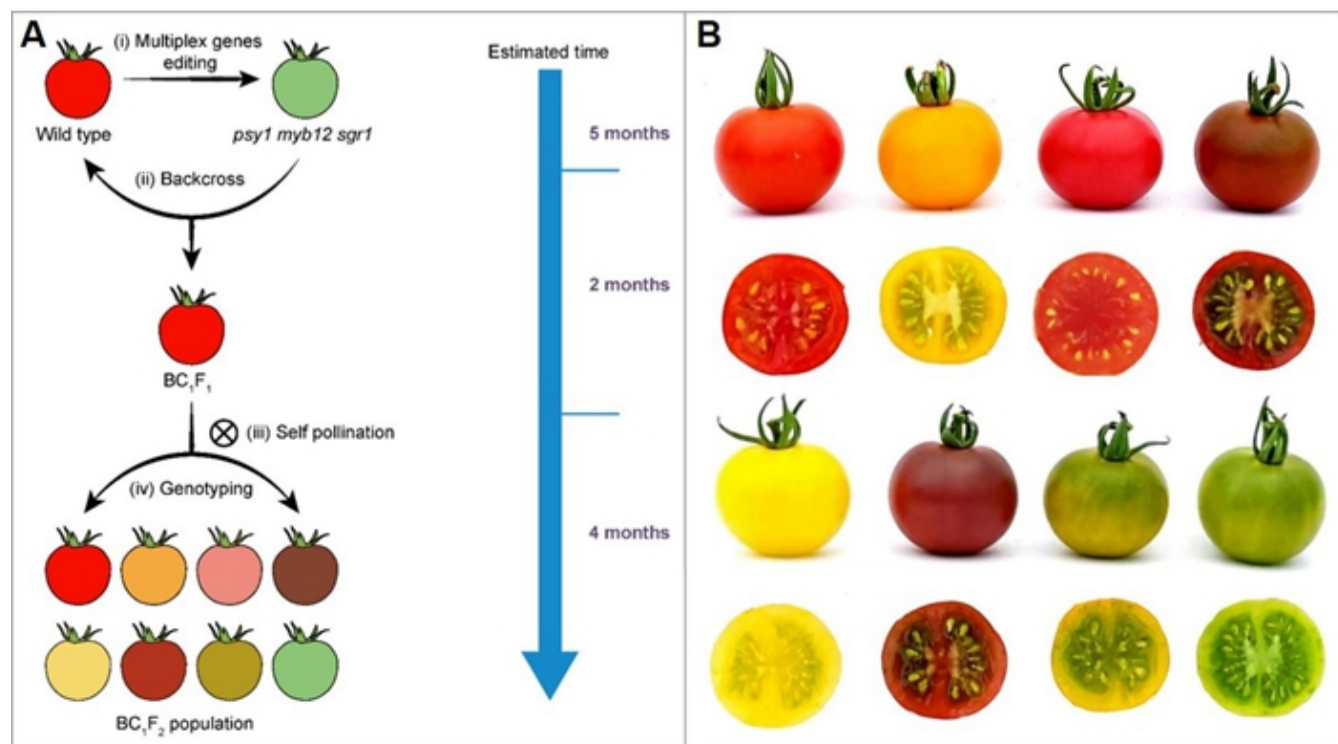 A
(i) Multiplex genes
editing
Wild type
psy1 myb12 sgr1
(ii) Backcross
BC₁F₁
(iii) Self pollination
(iv) Genotyping
BC₁F₂ population
Estimated time
5 months
2 months
4 months
B